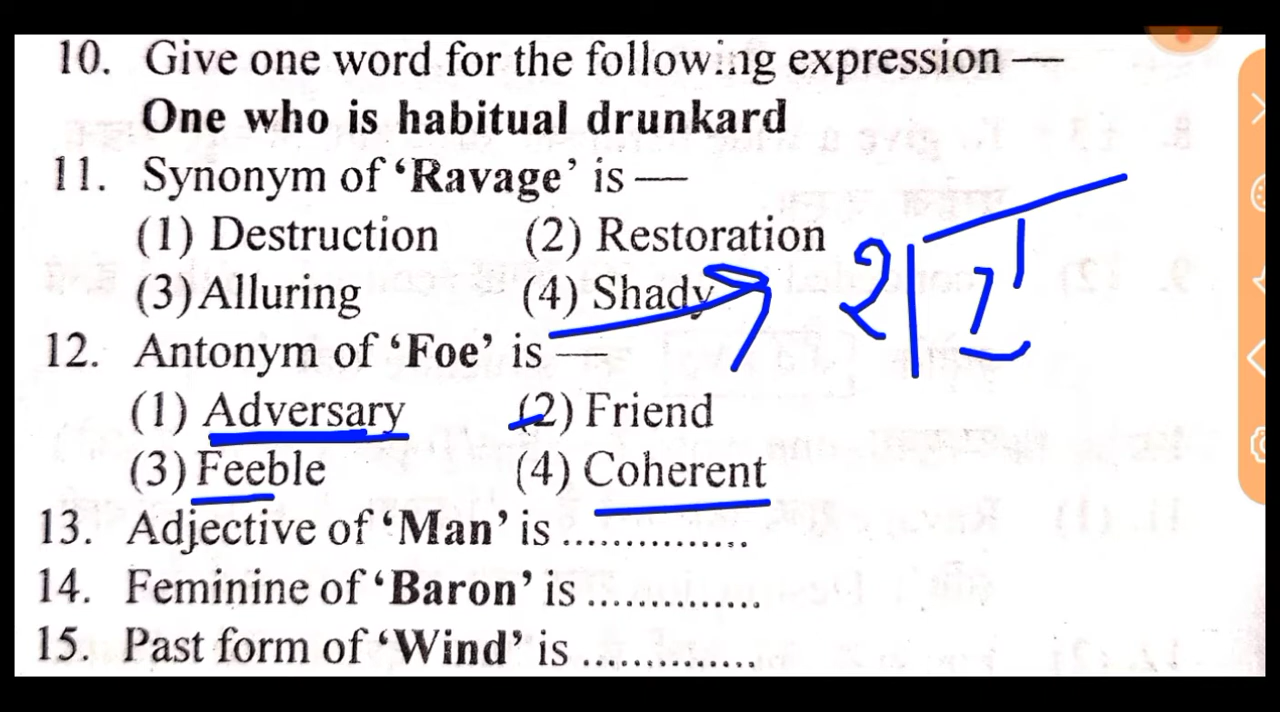 10. Give one word for the following expression —
One who is habitual drunkard
11. Synonym of ‘Ravage’ is —
(1) Destruction (2) Restoration
(3) Alluring (4) Shady
12. Antonym of ‘Foe’ is —
(1) Adversary (2) Friend
(3) Feeble (4) Coherent
13. Adjective of ‘Man’ is ...............
14. Feminine of ‘Baron’ is ..............
15. Past form of ‘Wind’ is ..............